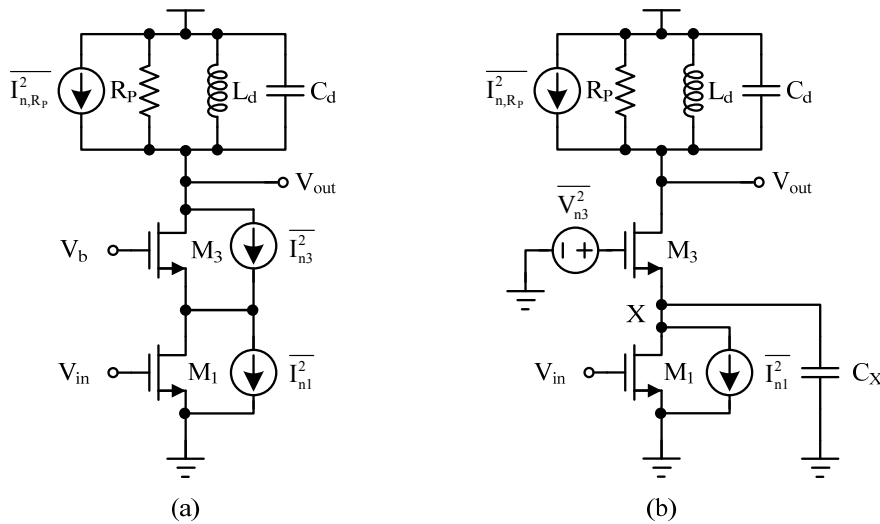 I²n,RP RP Ld Cd
Vout
Vb M3 I²n3
Vin M1 I²n1
(a)
I²n,RP RP Ld Cd
Vout
V²n3
M3
X
Vin M1 I²n1 CX
(b)